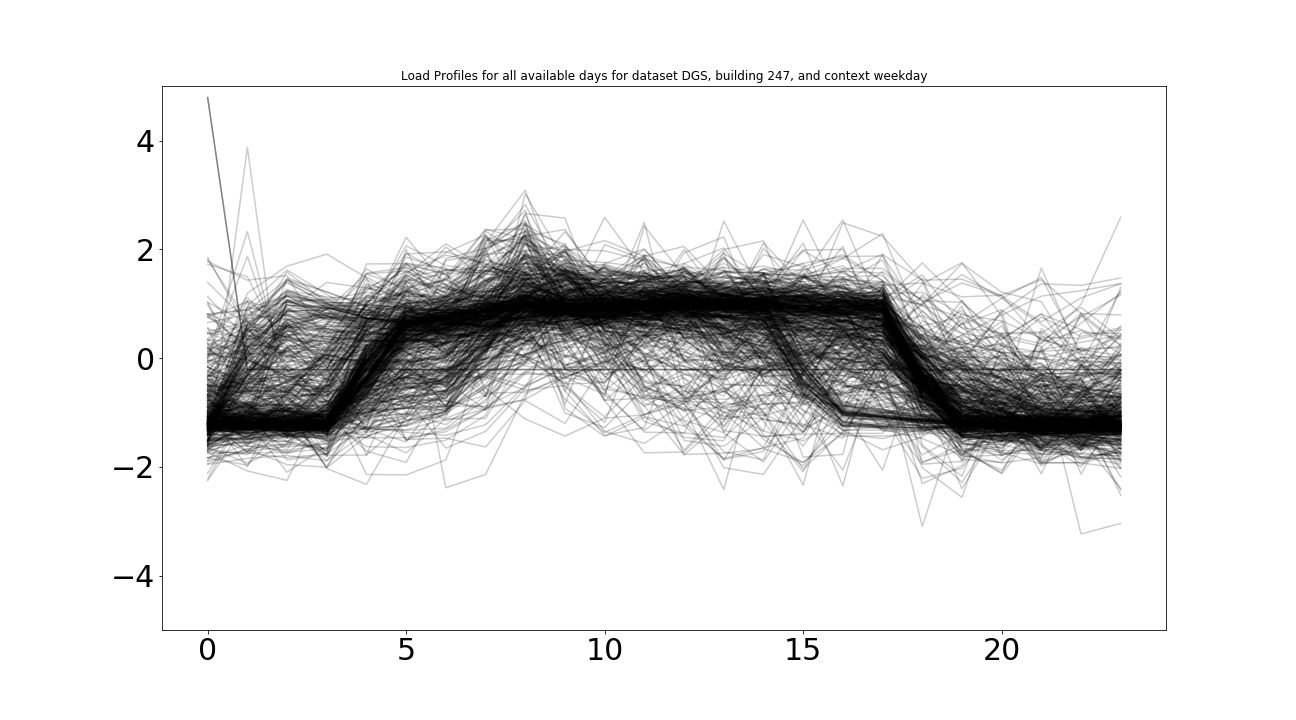 Load Profiles for all available days for dataset DGS, building 247, and context weekday
4
2
0
−2
−4
0 5 10 15 20